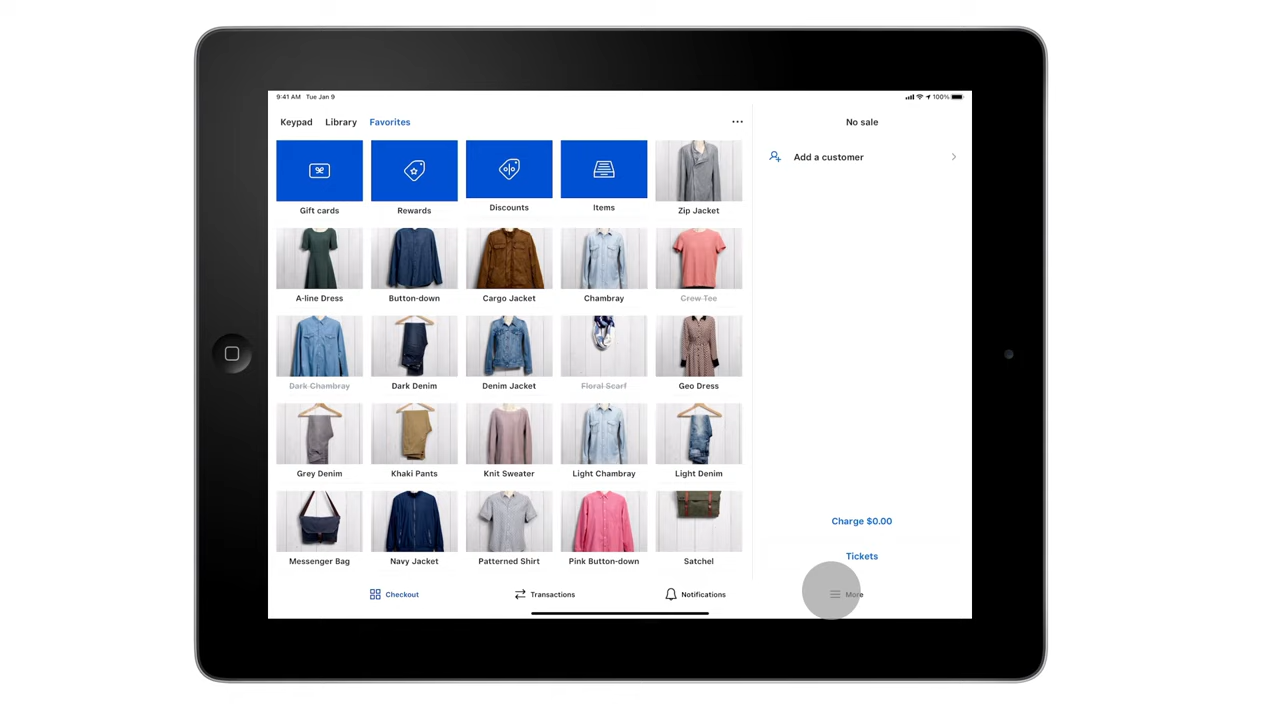 9:41 AM Tue Jan 9
100%
Keypad Library Favorites
No sale
Add a customer
Gift cards
Rewards
Discounts
Items
Zip Jacket
A-line Dress
Button-down
Cargo Jacket
Chambray
Crew Tee
Dark Chambray
Dark Denim
Denim Jacket
Floral Scarf
Geo Dress
Grey Denim
Khaki Pants
Knit Sweater
Light Chambray
Light Denim
Messenger Bag
Navy Jacket
Patterned Shirt
Pink Button-down
Satchel
Charge $0.00
Tickets
Checkout
Transactions
Notifications
More